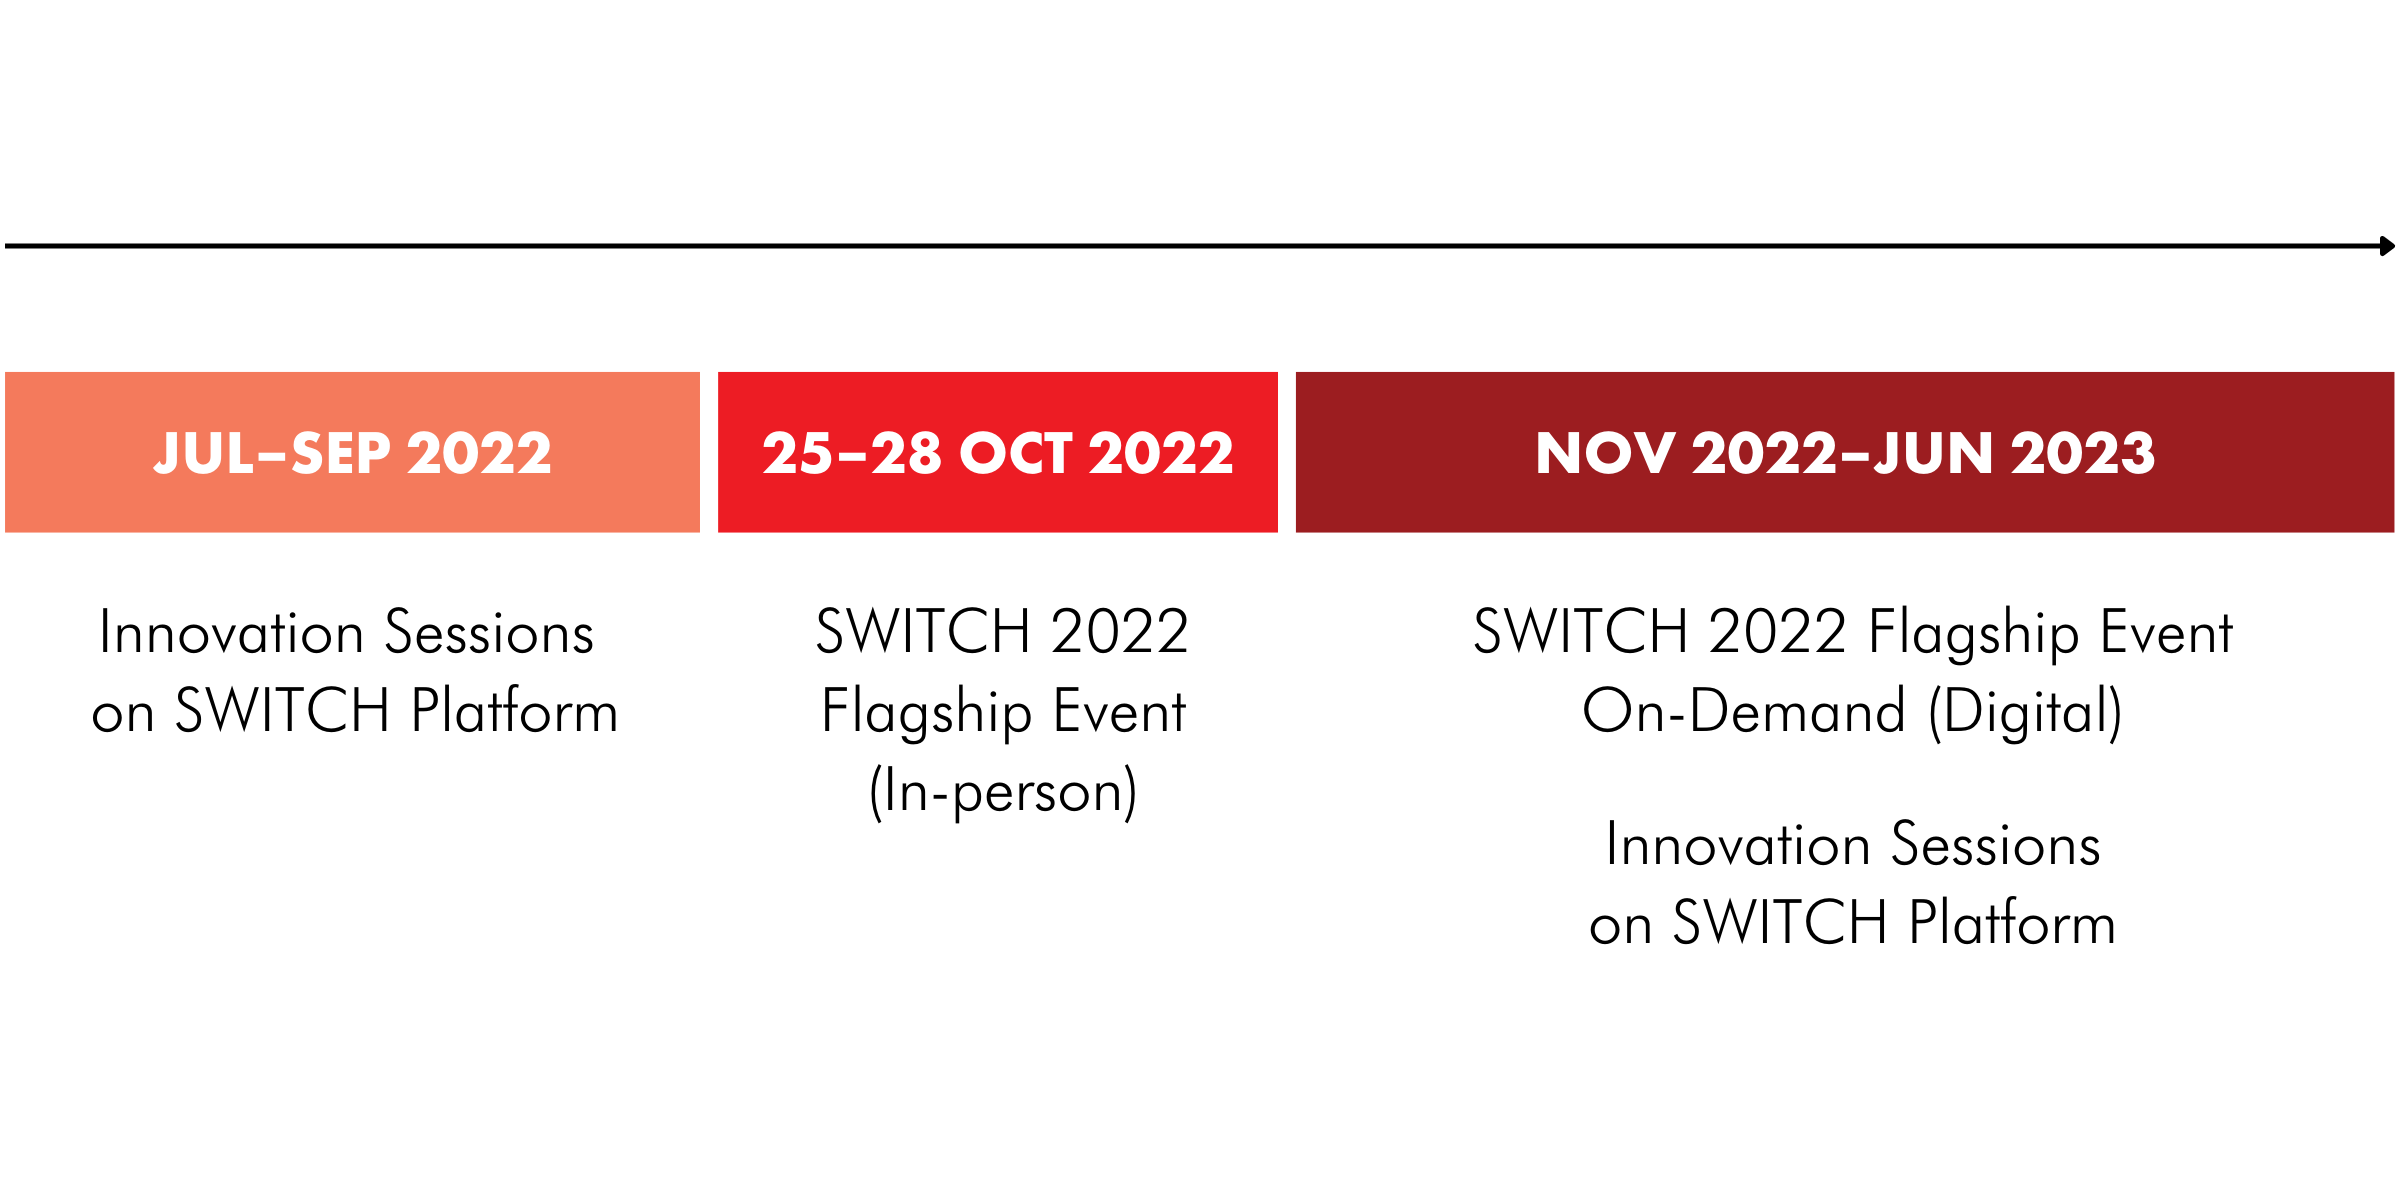 JUL–SEP 2022
Innovation Sessions
on SWITCH Platform
25–28 OCT 2022
SWITCH 2022
Flagship Event
(In-person)
NOV 2022–JUN 2023
SWITCH 2022 Flagship Event
On-Demand (Digital)
Innovation Sessions
on SWITCH Platform